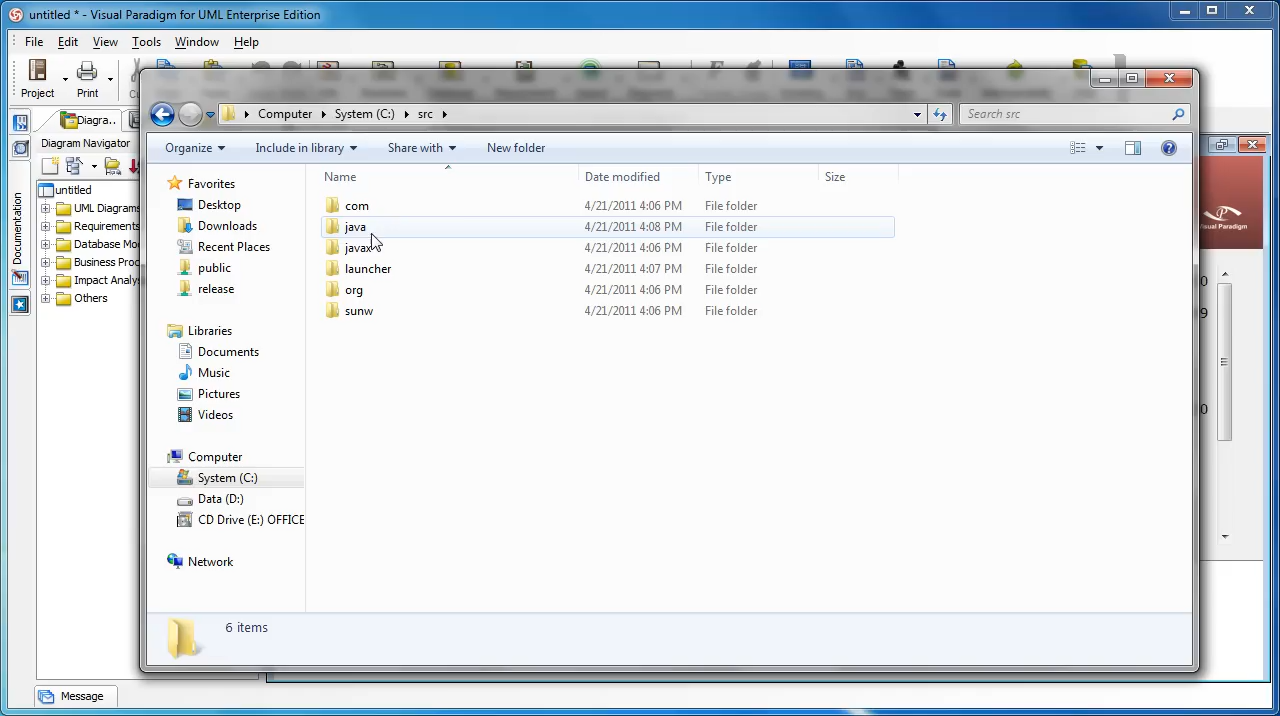 untitled * - Visual Paradigm for UML Enterprise Edition
File Edit View Tools Window Help
Project Print
Computer System (C:) src Search src
Organize Include in library Share with New folder
Diagra..
Diagram Navigator
untitled
UML Diagrams
Requirements
Database Mo
Business Proc
Impact Analys
Others
Documentation
Favorites
Desktop
Downloads
Recent Places
public
release
Libraries
Documents
Music
Pictures
Videos
Computer
System (C:)
Data (D:)
CD Drive (E:) OFFICE
Network
Name Date modified Type Size
com 4/21/2011 4:06 PM File folder
java 4/21/2011 4:08 PM File folder
javax 4/21/2011 4:06 PM File folder
launcher 4/21/2011 4:07 PM File folder
org 4/21/2011 4:06 PM File folder
sunw 4/21/2011 4:06 PM File folder
6 items
Visual Paradigm
0
9
0
Message